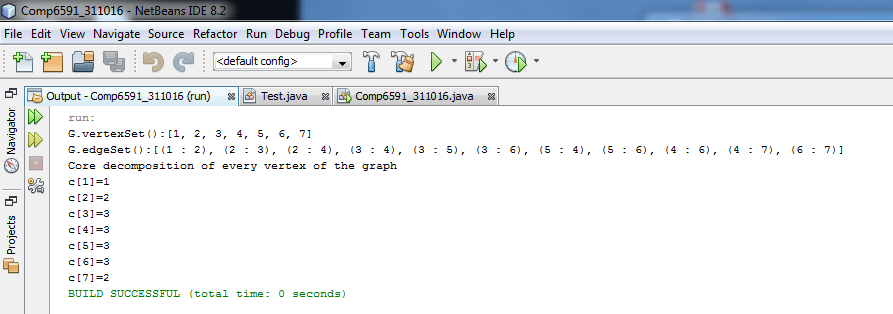 Comp6591_311016 - NetBeans IDE 8.2
File Edit View Navigate Source Refactor Run Debug Profile Team Tools Window Help
<default config>
Output - Comp6591_311016 (run) Test.java Comp6591_311016.java
Navigator
Projects
run:
G.vertexSet():[1, 2, 3, 4, 5, 6, 7]
G.edgeSet():[(1 : 2), (2 : 3), (2 : 4), (3 : 4), (3 : 5), (3 : 6), (5 : 4), (5 : 6), (4 : 6), (4 : 7), (6 : 7)]
Core decomposition of every vertex of the graph
c[1]=1
c[2]=2
c[3]=3
c[4]=3
c[5]=3
c[6]=3
c[7]=2
BUILD SUCCESSFUL (total time: 0 seconds)